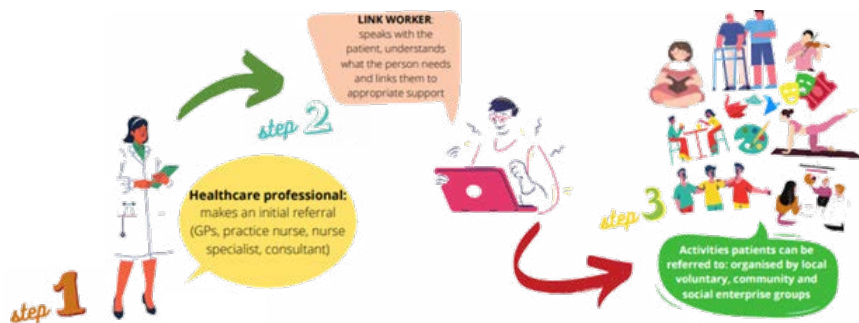 step 1
Healthcare professional:
makes an initial referral
(GPs, practice nurse, nurse
specialist, consultant)
step 2
LINK WORKER:
speaks with the
patient, understands
what the person needs
and links them to
appropriate support
step 3
Activities patients can be
referred to: organised by local
voluntary, community and
social enterprise groups